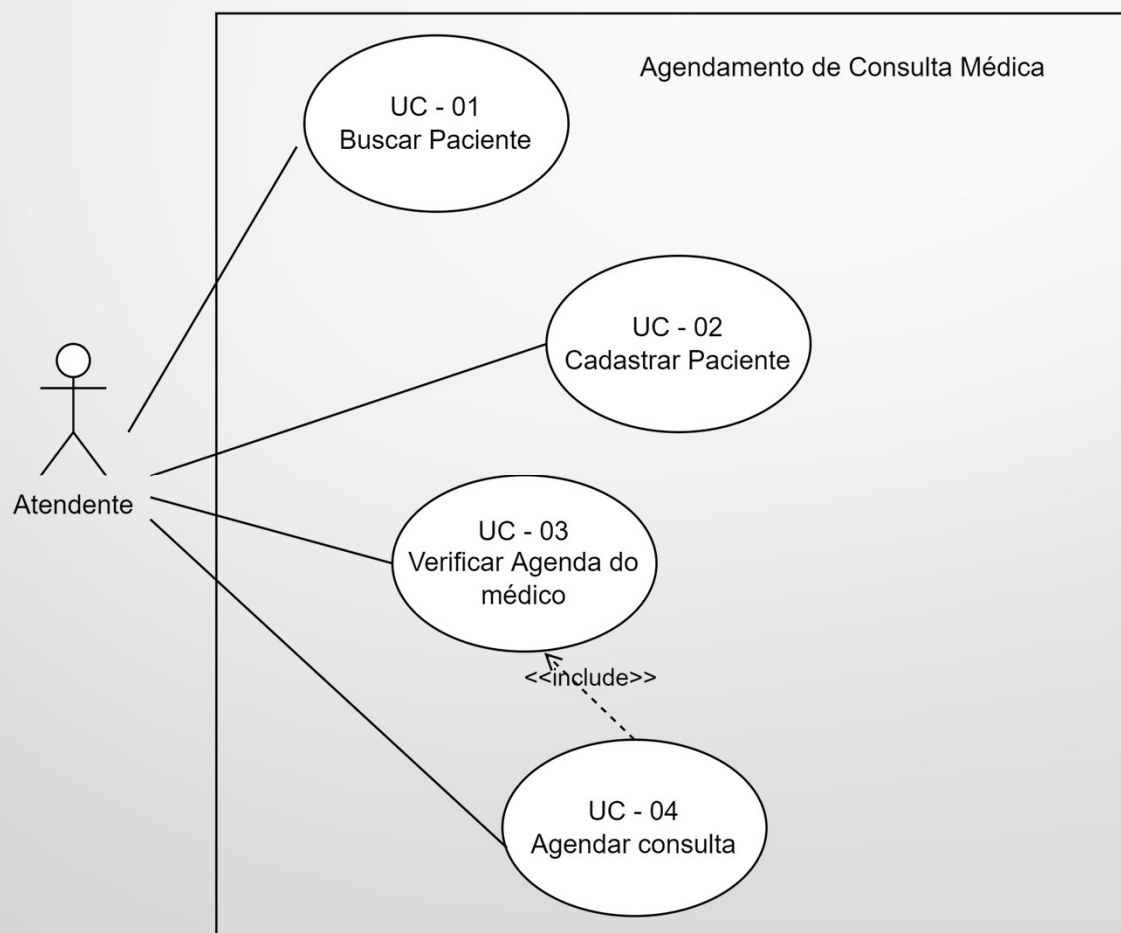 Agendamento de Consulta Médica
UC - 01
Buscar Paciente
UC - 02
Cadastrar Paciente
Atendente
UC - 03
Verificar Agenda do
médico
<<include>>
UC - 04
Agendar consulta